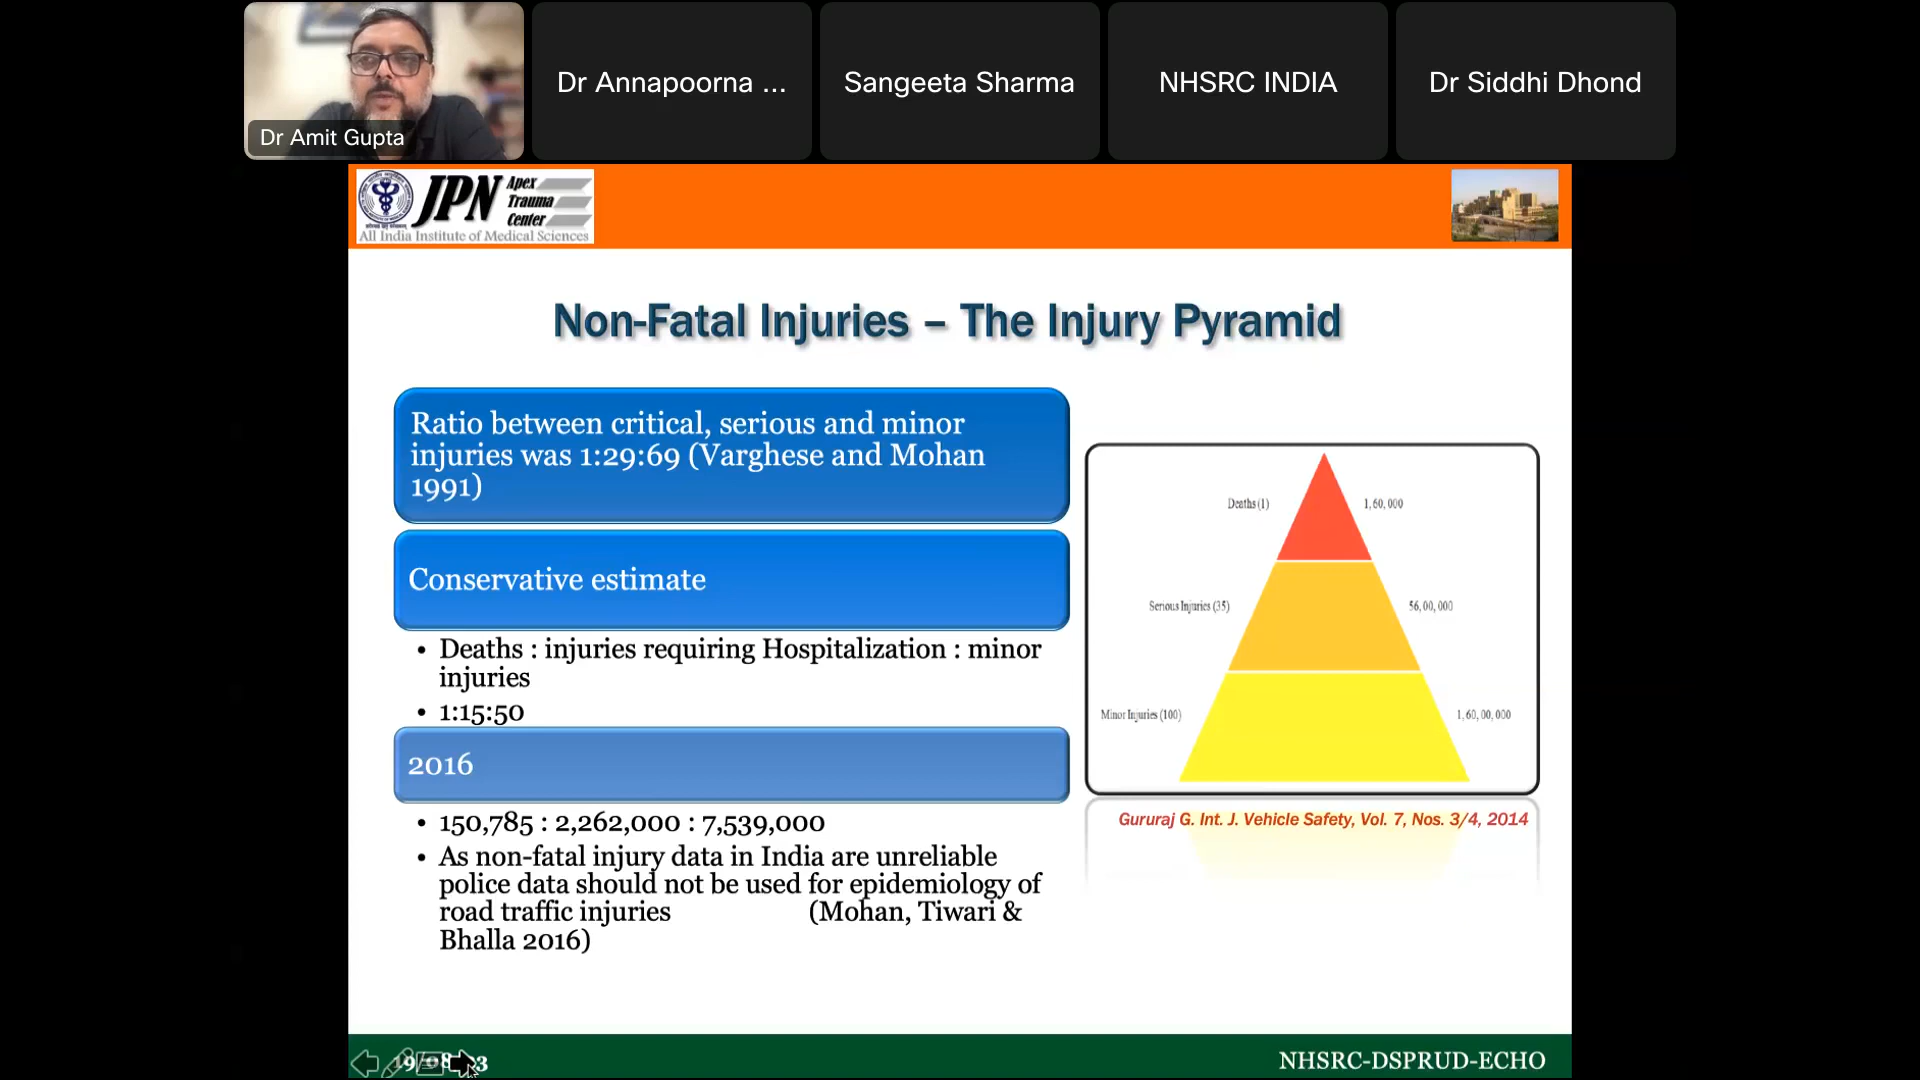 Dr Amit Gupta
Dr Annapoorna ...
Sangeeta Sharma
NHSRC INDIA
Dr Siddhi Dhond
JPN Apex
Trauma
Center
All India Institute of Medical Sciences
Non-Fatal Injuries – The Injury Pyramid
Ratio between critical, serious and minor
injuries was 1:29:69 (Varghese and Mohan
1991)
Conservative estimate
• Deaths : injuries requiring Hospitalization : minor
injuries
• 1:15:50
2016
• 150,785 : 2,262,000 : 7,539,000
• As non-fatal injury data in India are unreliable
police data should not be used for epidemiology of
road traffic injuries (Mohan, Tiwari &
Bhalla 2016)
Deaths (1) 1,60,000
Serious Injuries (35) 56,00,000
Minor Injuries (100) 1,60,00,000
Gururaj G. Int. J. Vehicle Safety, Vol. 7, Nos. 3/4, 2014
NHSRC-DSPRUD-ECHO